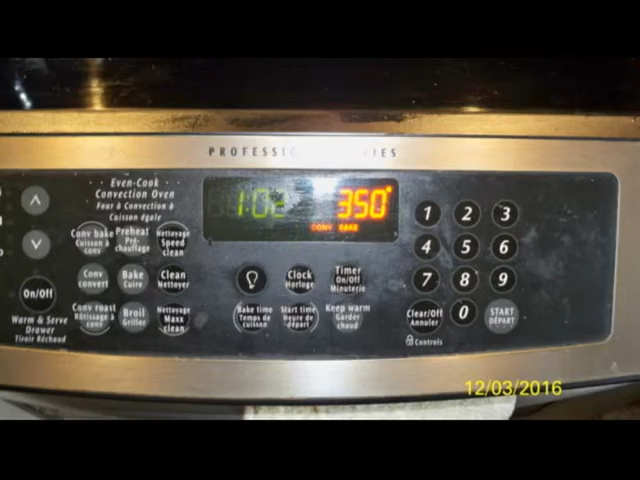 PROFESSIO IES
Even-Cook
Convection Oven
Four à Convection à
Cuisson égale
350°
CONV BAKE
Conv bake
Cuisson à
conv
Preheat
Pré-
chauffage
Nettoyage
Speed
clean
Conv
convert
Bake
Cuire
Clean
Nettoyer
Conv roast
Rôtissage à
conv
Broil
Griller
Nettoyage
Maxx
clean
On/Off
Warm & Serve
Drawer
Tiroir Réchaud
Clock
Horloge
Timer
On/Off
Minuterie
Bake time
Temps de
cuisson
Start time
Heure de
départ
Keep warm
Garder
chaud
1 2 3
4 5 6
7 8 9
Clear/Off
Annuler
0
START
DÉPART
Controls
12/03/2016